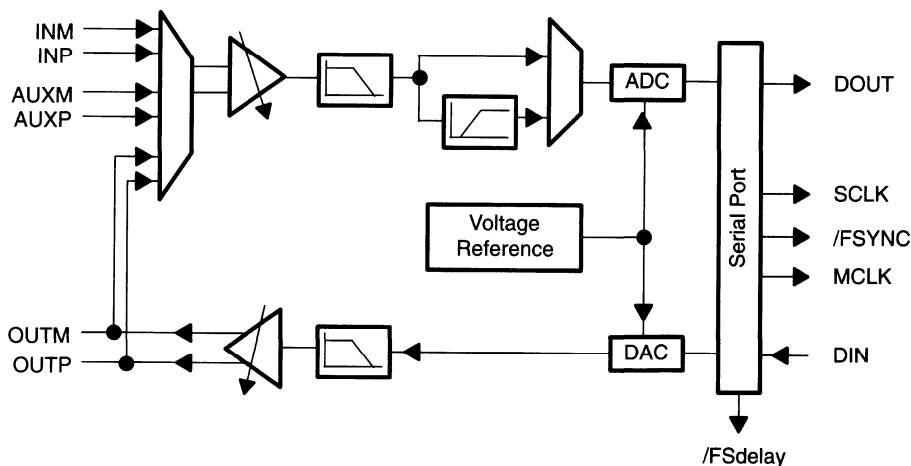 INM
INP
AUXM
AUXP
ADC
DOUT
Serial Port
SCLK
Voltage
Reference
/FSYNC
MCLK
OUTM
OUTP
DAC
DIN
/FSdelay